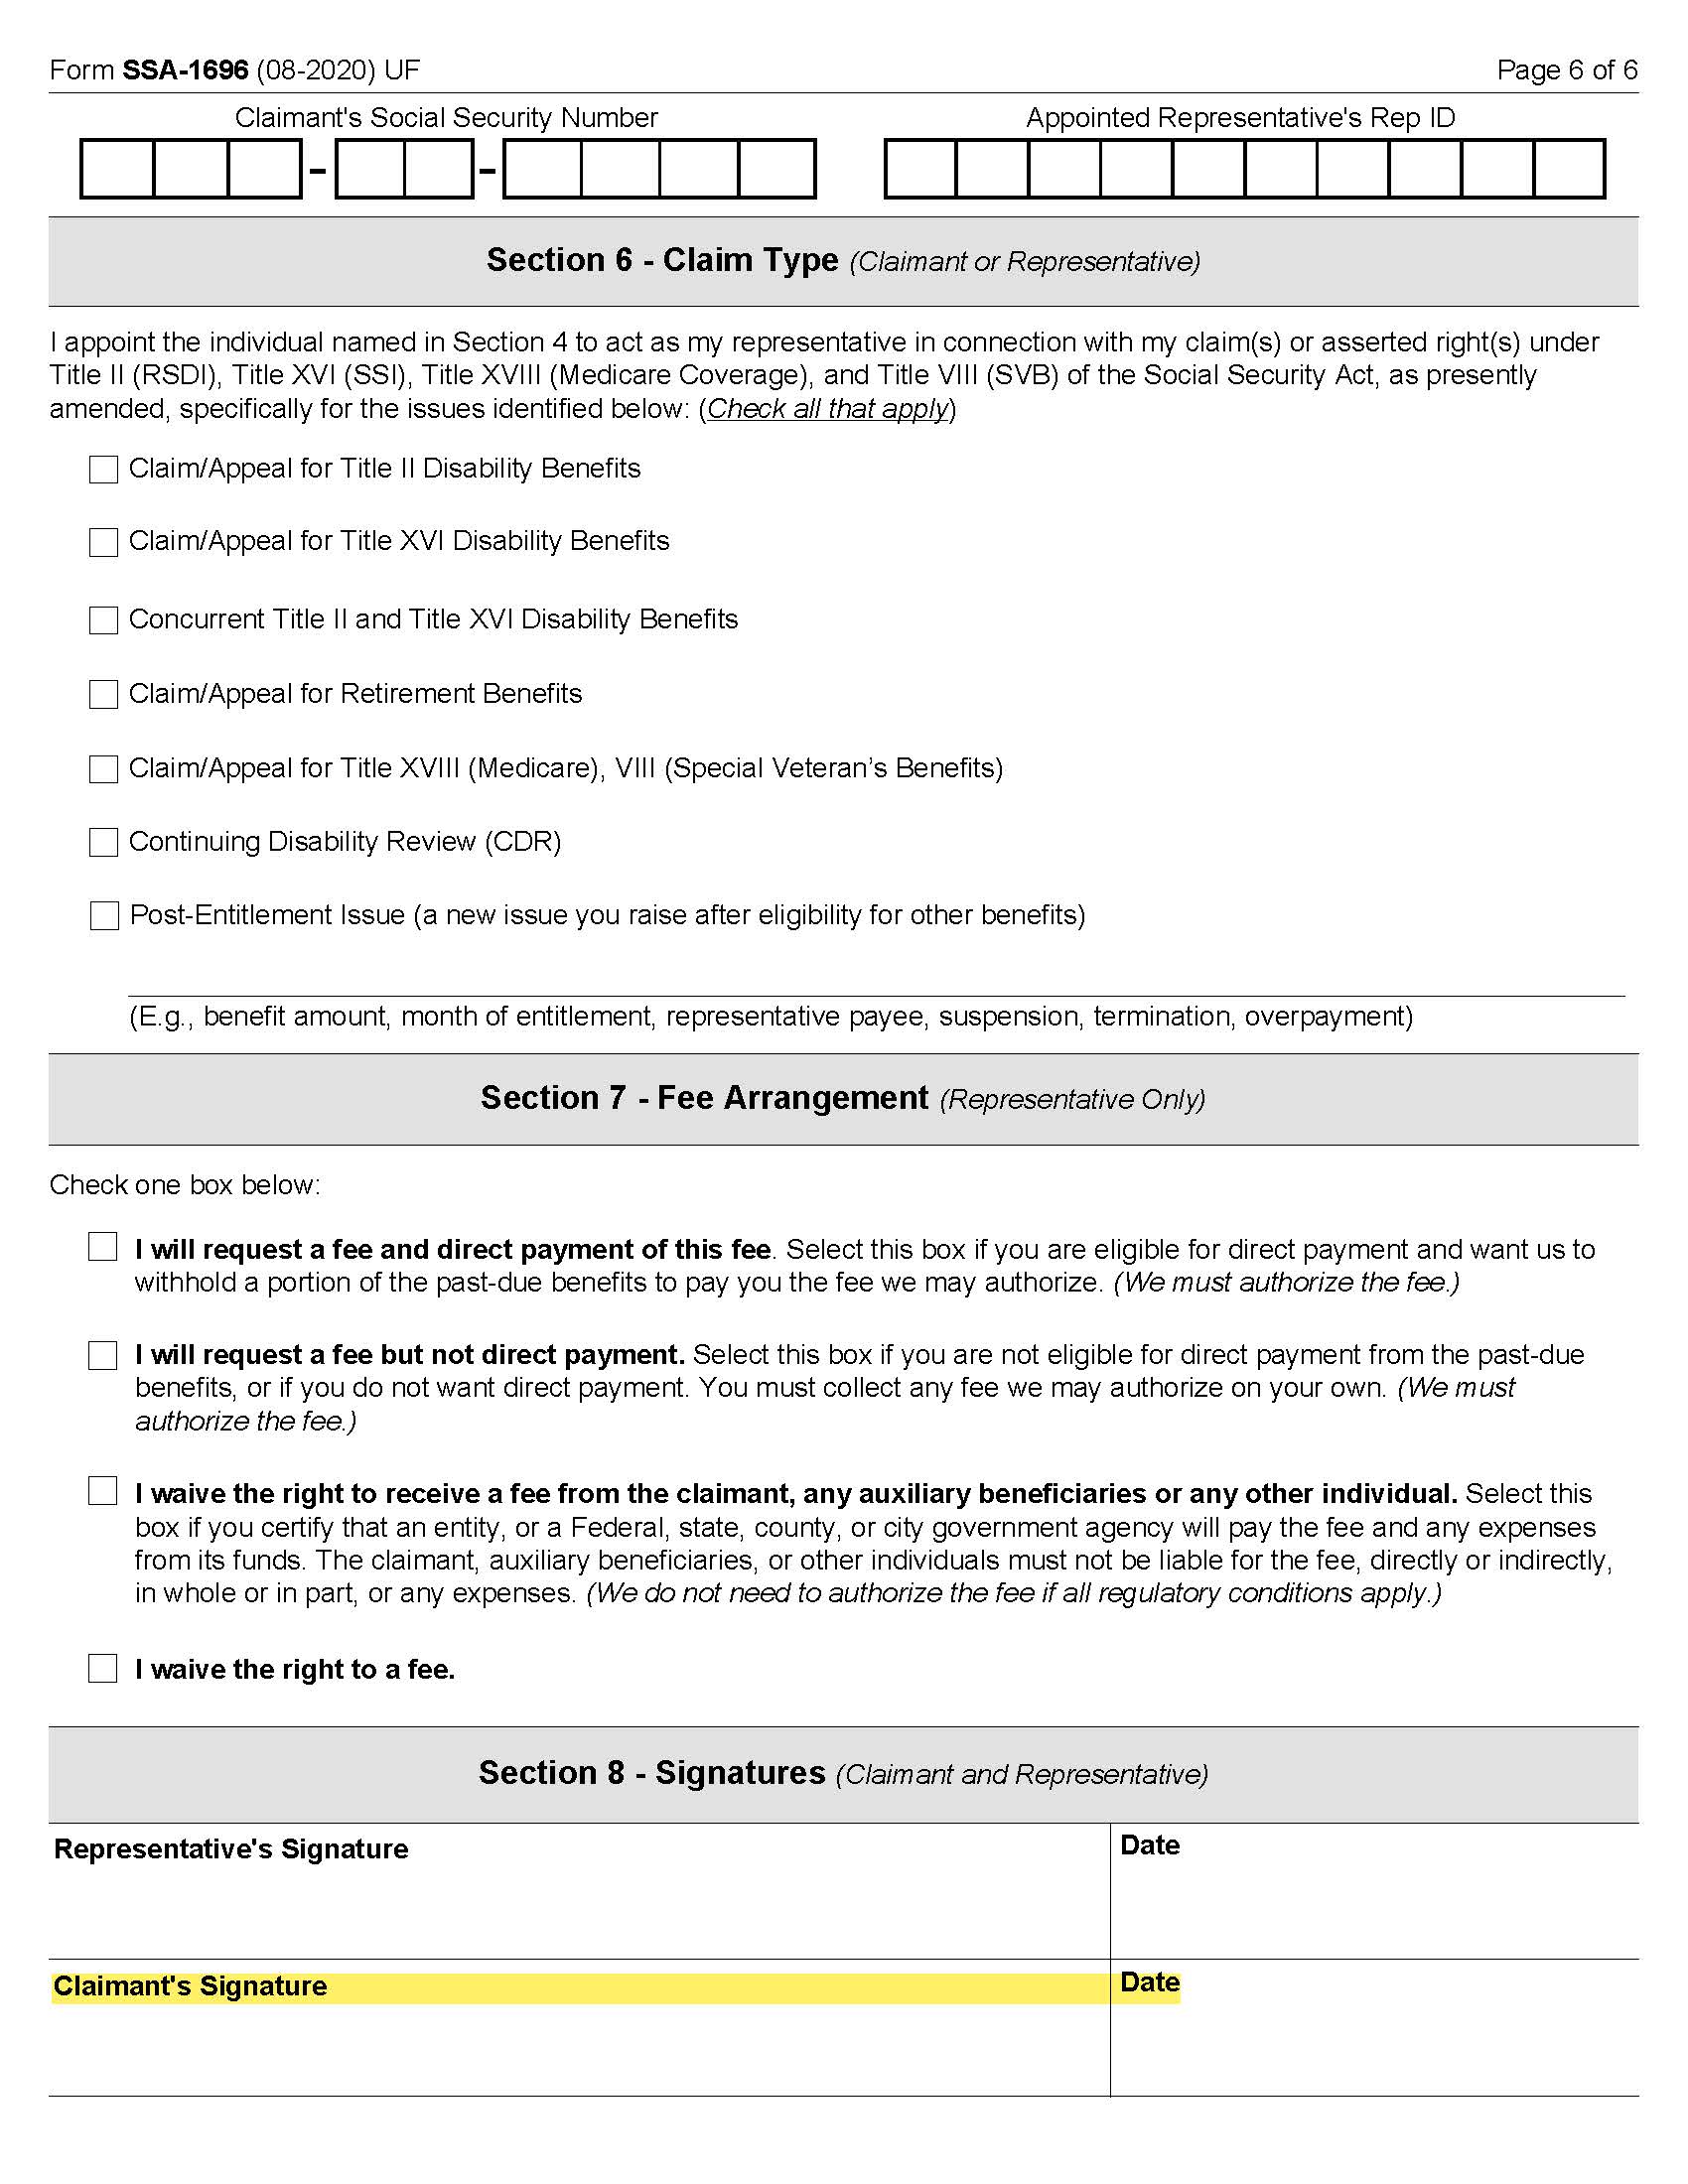 Form SSA-1696 (08-2020) UF
Page 6 of 6
Claimant's Social Security Number
Appointed Representative's Rep ID
- -
Section 6 - Claim Type (Claimant or Representative)
I appoint the individual named in Section 4 to act as my representative in connection with my claim(s) or asserted right(s) under
Title II (RSDI), Title XVI (SSI), Title XVIII (Medicare Coverage), and Title VIII (SVB) of the Social Security Act, as presently
amended, specifically for the issues identified below: (Check all that apply)
Claim/Appeal for Title II Disability Benefits
Claim/Appeal for Title XVI Disability Benefits
Concurrent Title II and Title XVI Disability Benefits
Claim/Appeal for Retirement Benefits
Claim/Appeal for Title XVIII (Medicare), VIII (Special Veteran’s Benefits)
Continuing Disability Review (CDR)
Post-Entitlement Issue (a new issue you raise after eligibility for other benefits)
(E.g., benefit amount, month of entitlement, representative payee, suspension, termination, overpayment)
Section 7 - Fee Arrangement (Representative Only)
Check one box below:
I will request a fee and direct payment of this fee. Select this box if you are eligible for direct payment and want us to
withhold a portion of the past-due benefits to pay you the fee we may authorize. (We must authorize the fee.)
I will request a fee but not direct payment. Select this box if you are not eligible for direct payment from the past-due
benefits, or if you do not want direct payment. You must collect any fee we may authorize on your own. (We must
authorize the fee.)
I waive the right to receive a fee from the claimant, any auxiliary beneficiaries or any other individual. Select this
box if you certify that an entity, or a Federal, state, county, or city government agency will pay the fee and any expenses
from its funds. The claimant, auxiliary beneficiaries, or other individuals must not be liable for the fee, directly or indirectly,
in whole or in part, or any expenses. (We do not need to authorize the fee if all regulatory conditions apply.)
I waive the right to a fee.
Section 8 - Signatures (Claimant and Representative)
Representative's Signature
Date
Claimant's Signature
Date